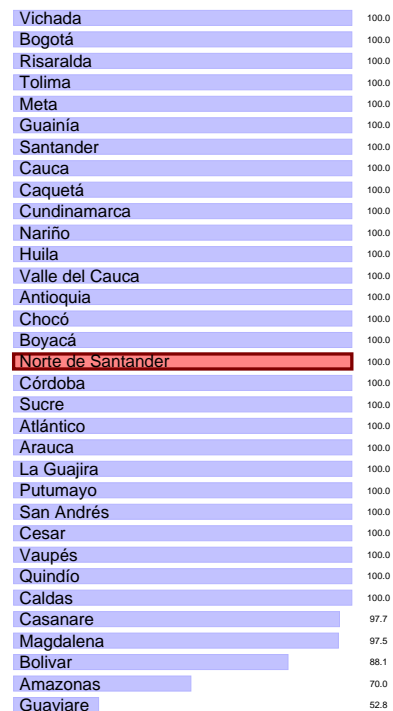 Vichada 100.0
Bogotá 100.0
Risaralda 100.0
Tolima 100.0
Meta 100.0
Guainía 100.0
Santander 100.0
Cauca 100.0
Caquetá 100.0
Cundinamarca 100.0
Nariño 100.0
Huila 100.0
Valle del Cauca 100.0
Antioquia 100.0
Chocó 100.0
Boyacá 100.0
Norte de Santander 100.0
Córdoba 100.0
Sucre 100.0
Atlántico 100.0
Arauca 100.0
La Guajira 100.0
Putumayo 100.0
San Andrés 100.0
Cesar 100.0
Vaupés 100.0
Quindío 100.0
Caldas 100.0
Casanare 97.7
Magdalena 97.5
Bolivar 88.1
Amazonas 70.0
Guaviare 52.8